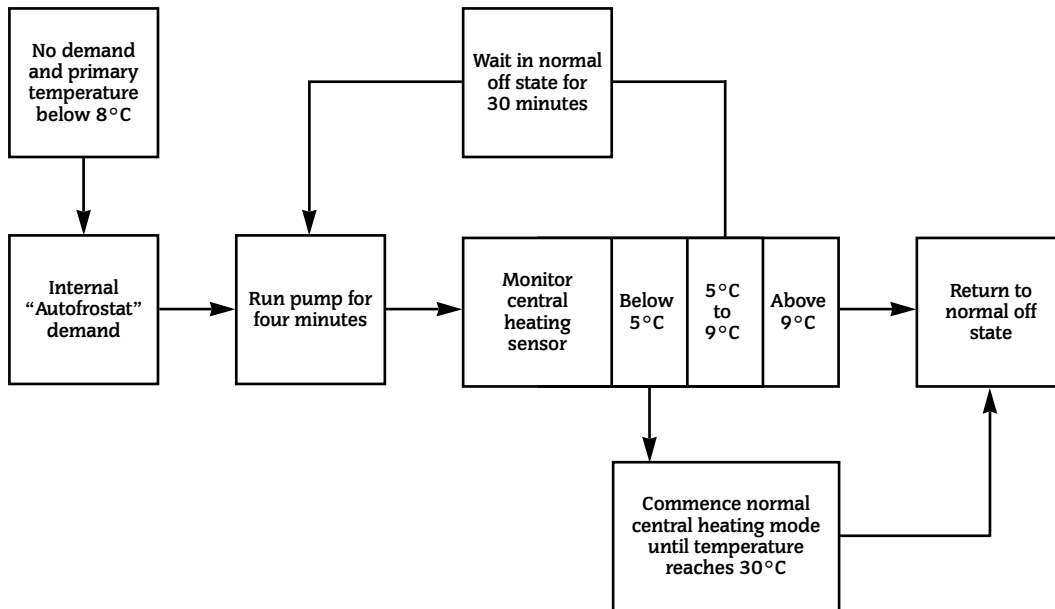 No demand
and primary
temperature
below 8°C
Wait in normal
off state for
30 minutes
Internal
“Autofrostat”
demand
Run pump for
four minutes
Monitor
central
heating
sensor
Below
5°C
5°C
to
9°C
Above
9°C
Return to
normal off
state
Commence normal
central heating mode
until temperature
reaches 30°C